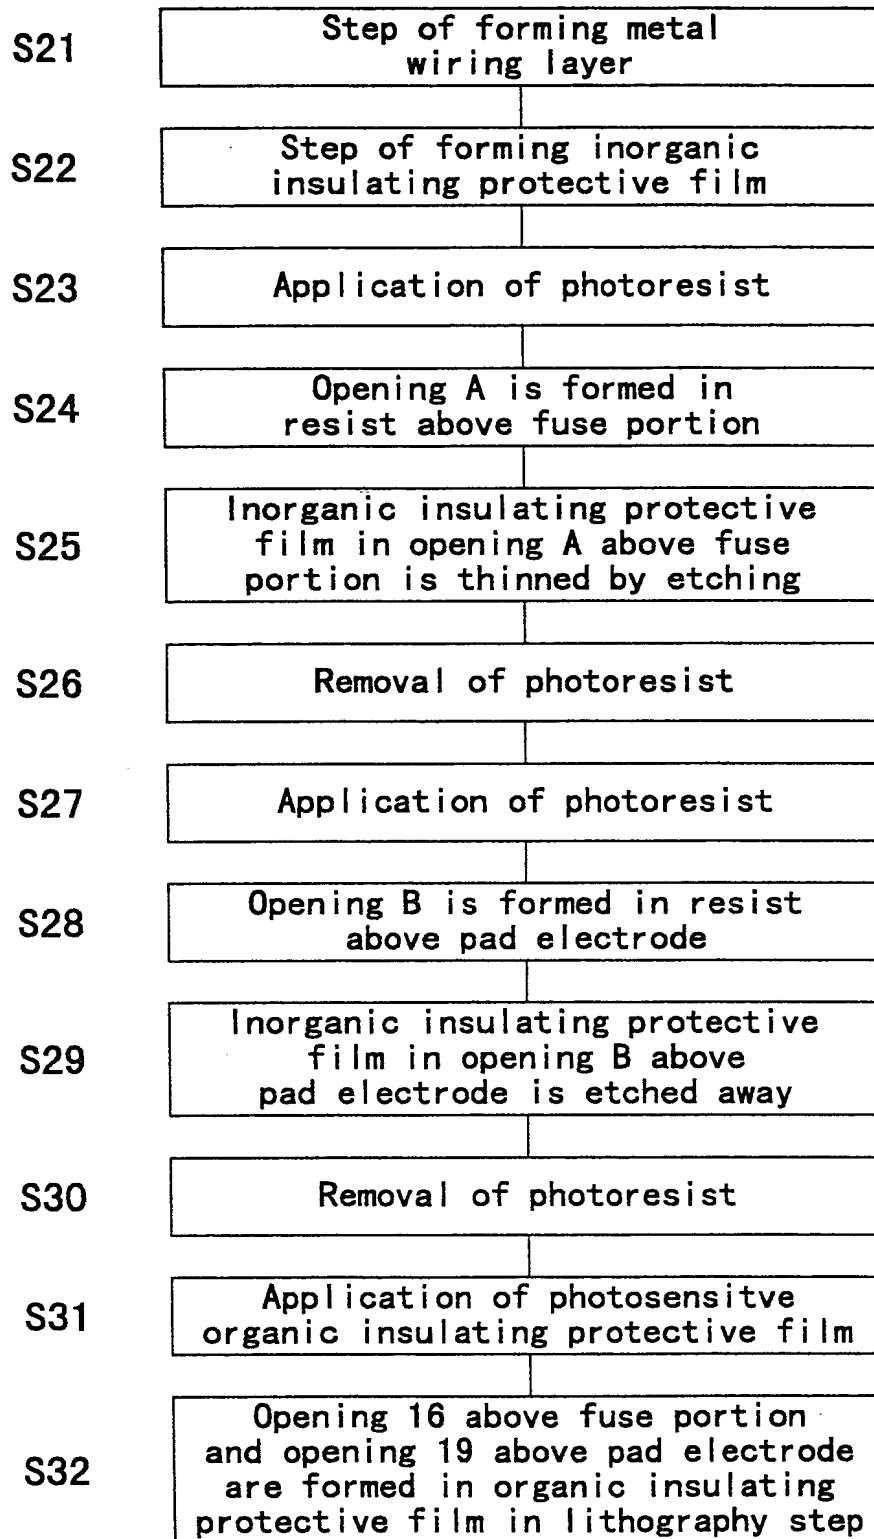 S21
Step of forming metal
wiring layer
S22
Step of forming inorganic
insulating protective film
S23
Application of photoresist
S24
Opening A is formed in
resist above fuse portion
S25
Inorganic insulating protective
film in opening A above fuse
portion is thinned by etching
S26
Removal of photoresist
S27
Application of photoresist
S28
Opening B is formed in resist
above pad electrode
S29
Inorganic insulating protective
film in opening B above
pad electrode is etched away
S30
Removal of photoresist
S31
Application of photosensitve
organic insulating protective film
S32
Opening 16 above fuse portion
and opening 19 above pad electrode
are formed in organic insulating
protective film in lithography step